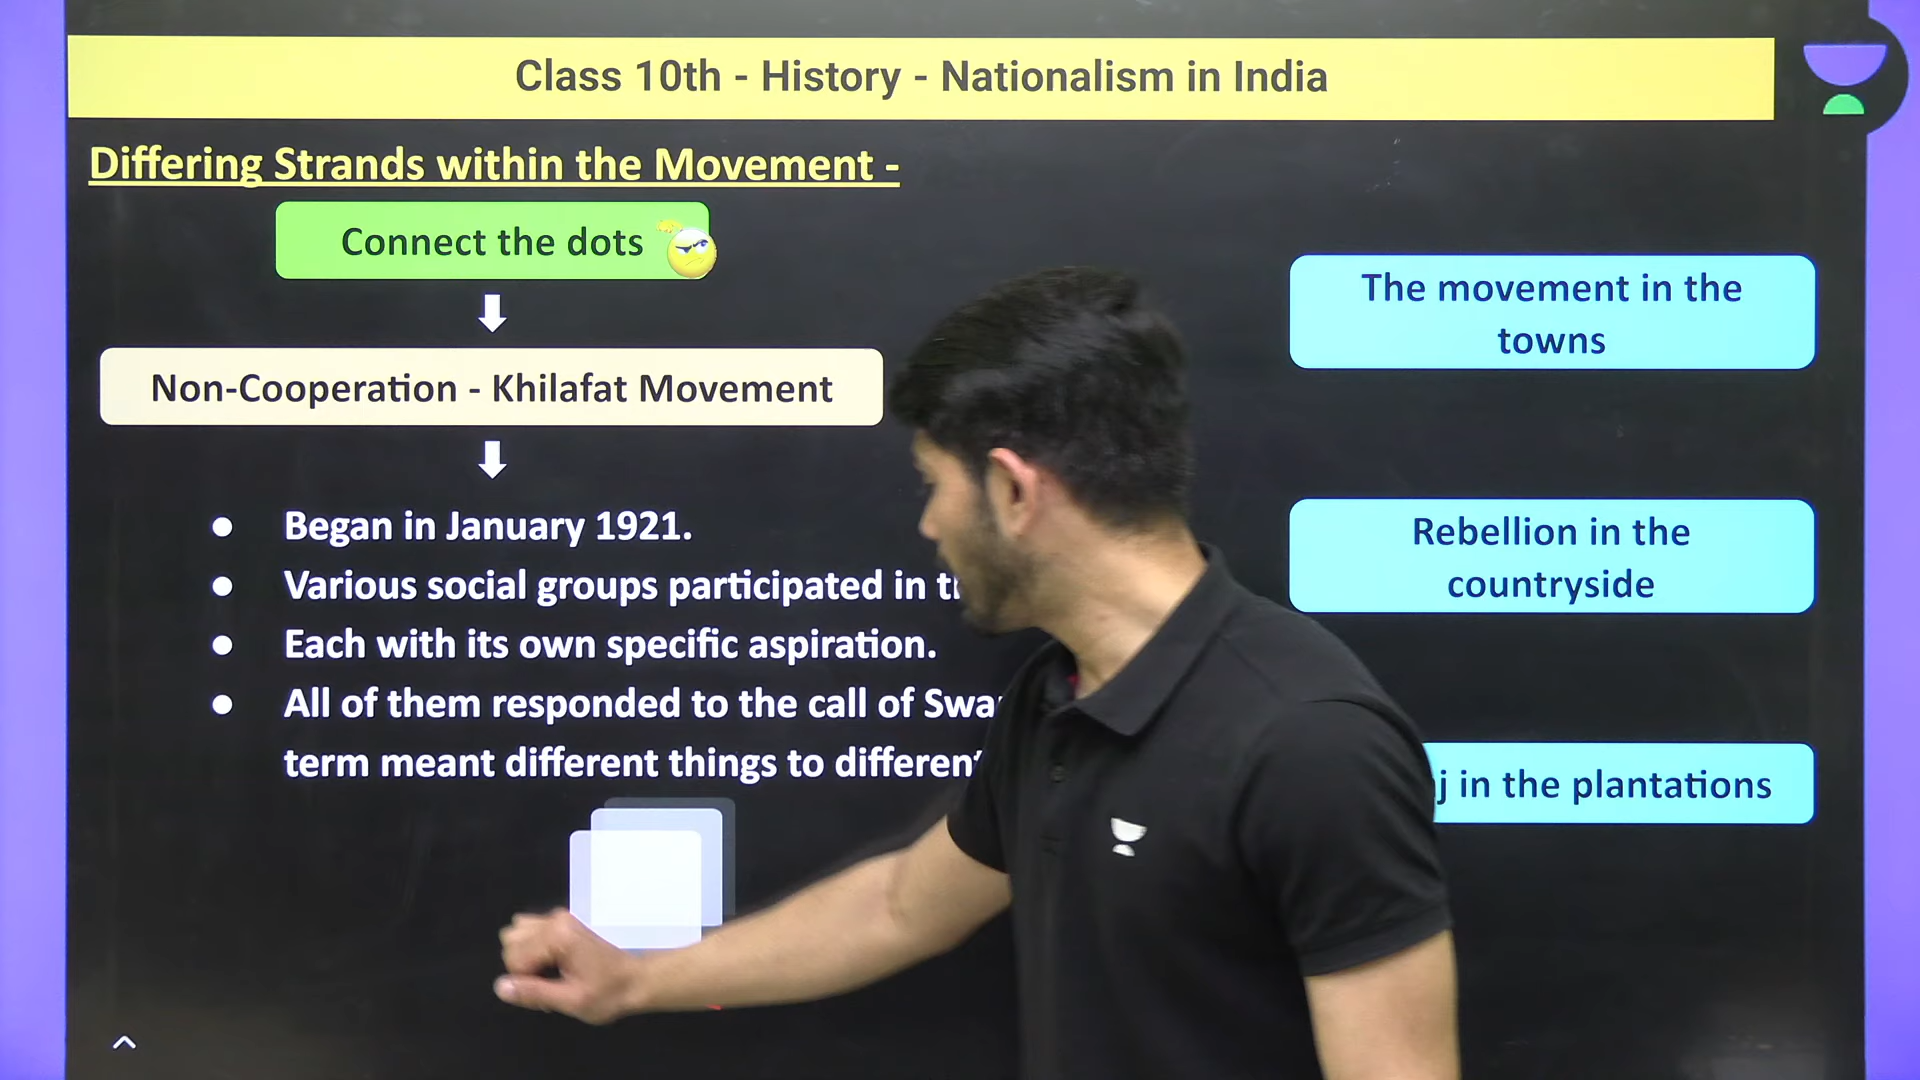 Class 10th - History - Nationalism in India
Differing Strands within the Movement -
Connect the dots
Non-Cooperation - Khilafat Movement
Began in January 1921.
Various social groups participated in
Each with its own specific aspiration.
All of them responded to the call of
term meant different things to different
The movement in the
towns
Rebellion in the
countryside
in the plantations